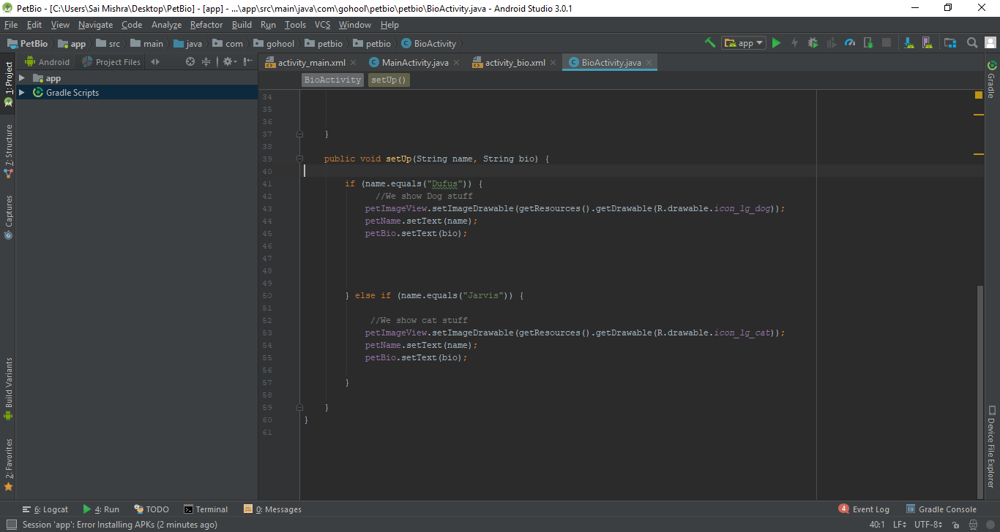 PetBio - [C:\Users\Sai Mishra\Desktop\PetBio] - [app] - ...\app\src\main\java\com\gohool\petbio\petbio\BioActivity.java - Android Studio 3.0.1
File Edit View Navigate Code Analyze Refactor Build Run Tools VCS Window Help
PetBio app src main java com gohool petbio petbio BioActivity app
Android Project Files activity_main.xml MainActivity.java activity_bio.xml BioActivity.java
BioActivity setUp()
1: Project
7: Structure
Captures
Build Variants
2: Favorites
app
Gradle Scripts
34
35
36
37 }
38
39 public void setUp(String name, String bio) {
40
41 if (name.equals("Dufus")) {
42 //We show Dog stuff
43 petImageView.setImageDrawable(getResources().getDrawable(R.drawable.icon_lg_dog));
44 petName.setText(name);
45 petBio.setText(bio);
46
47
48
49
50 } else if (name.equals("Jarvis")) {
51
52 //We show cat stuff
53 petImageView.setImageDrawable(getResources().getDrawable(R.drawable.icon_lg_cat));
54 petName.setText(name);
55 petBio.setText(bio);
56
57 }
58
59 }
60 }
61
Gradle
Device File Explorer
6: Logcat 4: Run TODO Terminal 0: Messages 4 Event Log Gradle Console
Session 'app': Error Installing APKs (2 minutes ago) 40:1 LF UTF-8